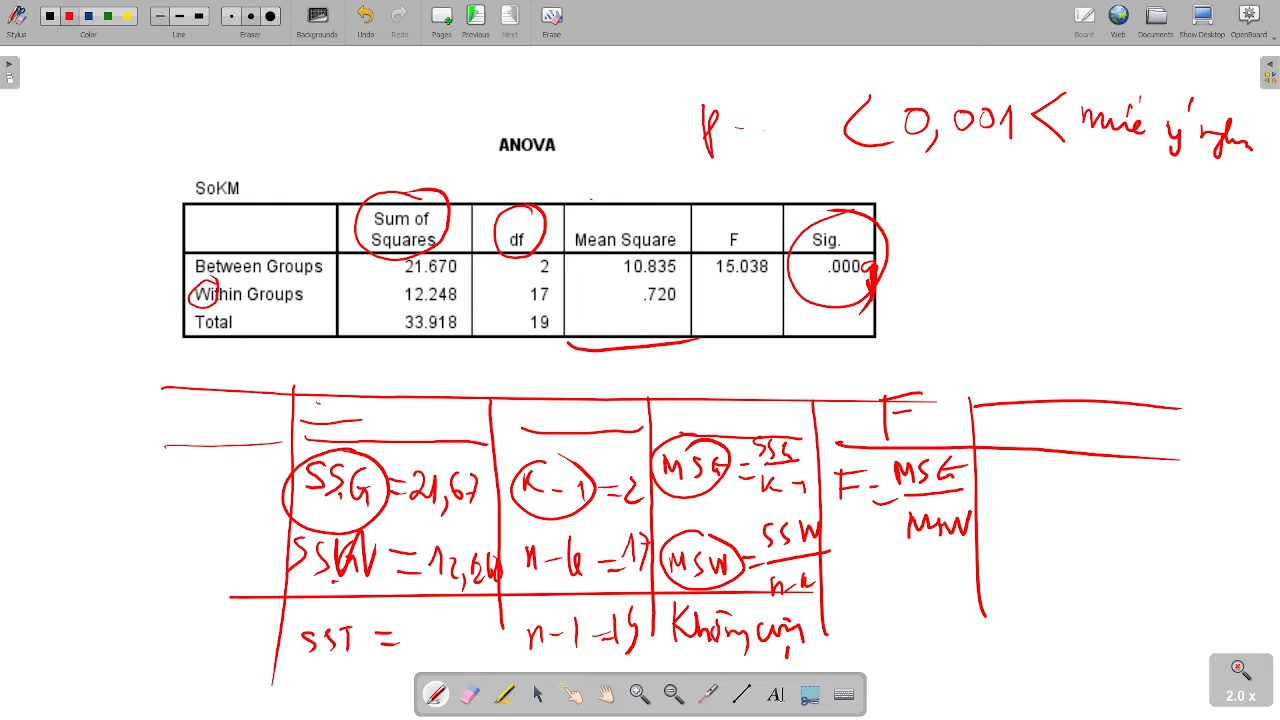 Stylus Color Line Eraser Backgrounds Undo Redo Pages Previous Next Erase Board Web Documents Show Desktop OpenBoard
p - < 0,001 < mức ý nghĩ
ANOVA
SoKM
Sum of Squares df Mean Square F Sig.
Between Groups 21.670 2 10.835 15.038 .000
Within Groups 12.248 17 .720
Total 33.918 19
F
SSG = 21,67 K - 1 = 2 MSG = SSG / K - 1 F = MSG / MSW
SSW = 12,24 n - k = 17 MSW = SSW / n - k
SST = n - 1 = 19 Không cùng
2.0 x